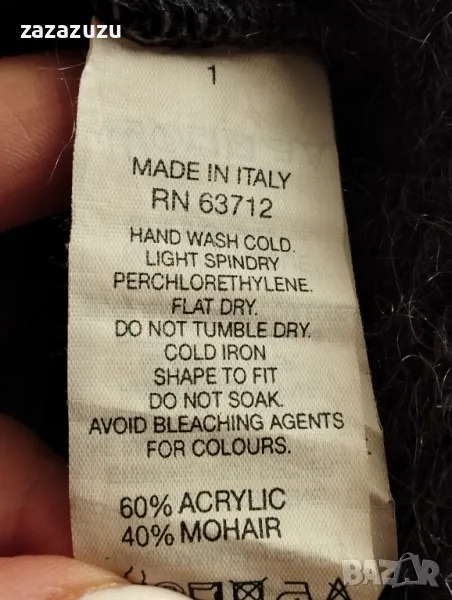 zazazuzu
1
MADE IN ITALY
RN 63712
HAND WASH COLD.
LIGHT SPINDRY
PERCHLORETHYLENE.
FLAT DRY.
DO NOT TUMBLE DRY.
COLD IRON
SHAPE TO FIT
DO NOT SOAK.
AVOID BLEACHING AGENTS
FOR COLOURS.
60% ACRYLIC
40% MOHAIR
BAZAR